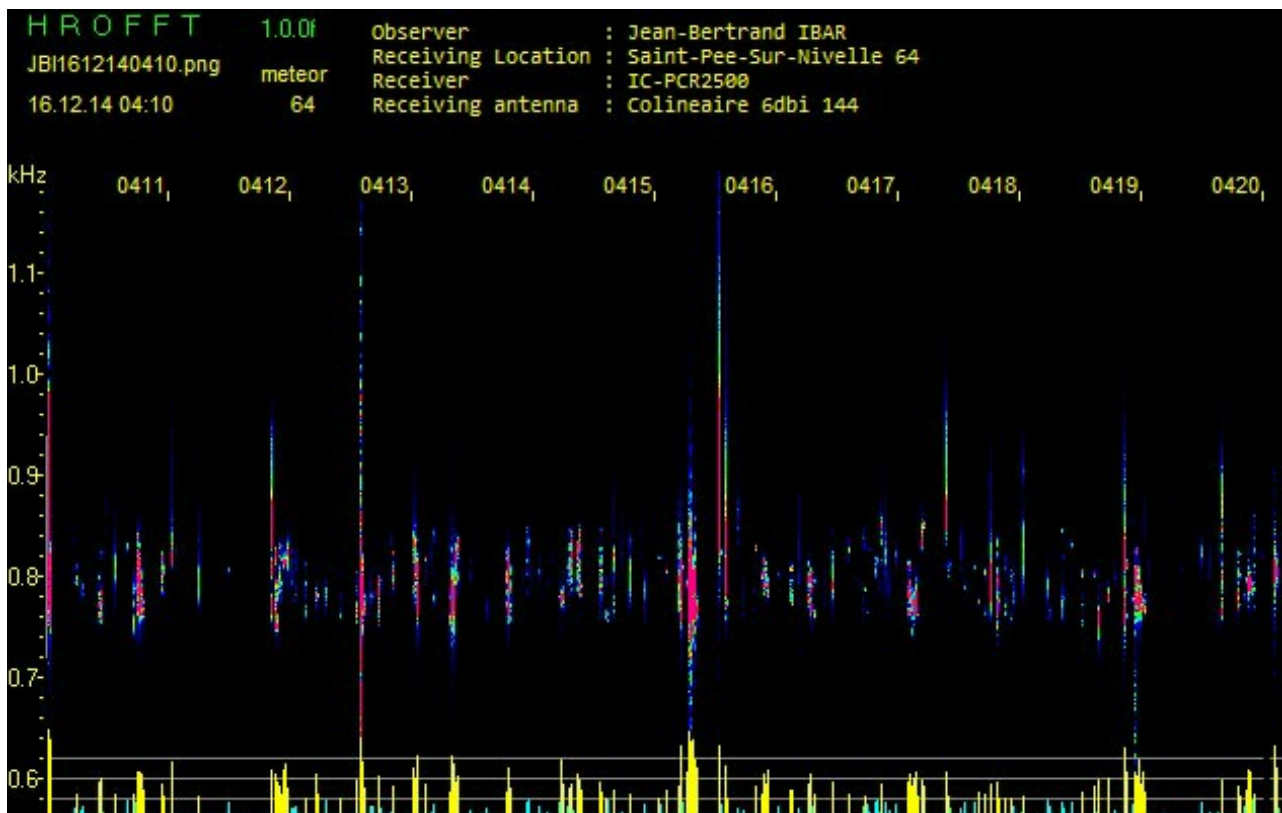 H R O F F T 1.0.0f
JBI1612140410.png
meteor
16.12.14 04:10 64
Observer : Jean-Bertrand IBAR
Receiving Location : Saint-Pee-Sur-Nivelle 64
Receiver : IC-PCR2500
Receiving antenna : Colineaire 6dbi 144
kHz 0411 0412 0413 0414 0415 0416 0417 0418 0419 0420
1.1
1.0
0.9
0.8
0.7
0.6